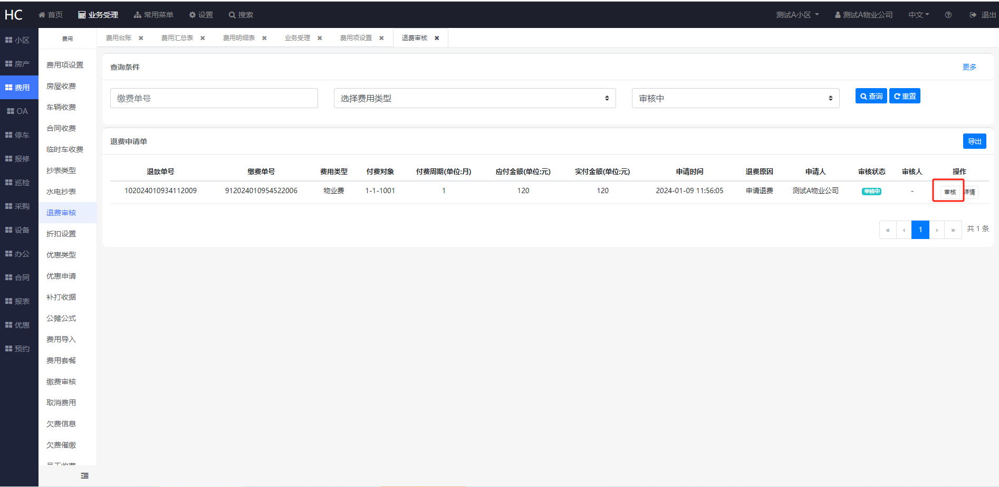 HC 首页 业务受理 常用菜单 设置 搜索 测试A小区 测试A物业公司 中文 退出
小区
房产
费用
OA
停车
报修
巡检
采购
设备
办公
合同
报表
优惠
预约
费用
费用项设置
房屋收费
车辆收费
合同收费
临时车收费
抄表类型
水电抄表
退费审核
折扣设置
优惠类型
优惠申请
补打收据
公摊公式
费用导入
费用套餐
缴费审核
取消费用
欠费信息
欠费催缴
费用台账 费用汇总表 费用明细表 业务受理 费用项设置 退费审核
查询条件 更多
缴费单号 选择费用类型 审核中 查询 重置
退费申请单 导出
退款单号 缴费单号 费用类型 付费对象 付费周期(单位:月) 应付金额(单位:元) 实付金额(单位:元) 申请时间 退费原因 申请人 审核状态 审核人 操作
102024010934112009 912024010954522006 物业费 1-1-1001 1 120 120 2024-01-09 11:56:05 申请退费 测试A物业公司 审核中 - 审核 详情
« ‹ 1 › » 共 1 条